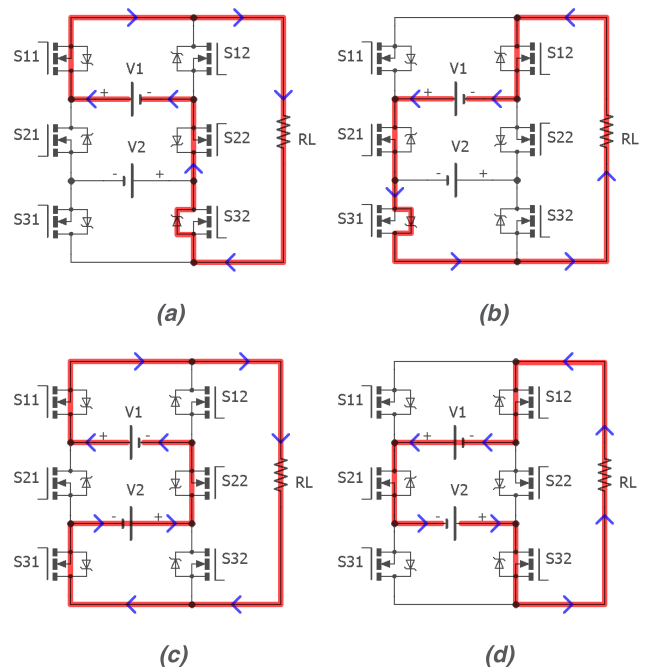 S11
S12
V1
+ -
S21
S22
RL
V2
- +
S31
S32
(a)
S11
S12
V1
+ -
S21
S22
RL
V2
- +
S31
S32
(b)
S11
S12
V1
+ -
S21
S22
RL
V2
- +
S31
S32
(c)
S11
S12
V1
+ -
S21
S22
RL
V2
- +
S31
S32
(d)